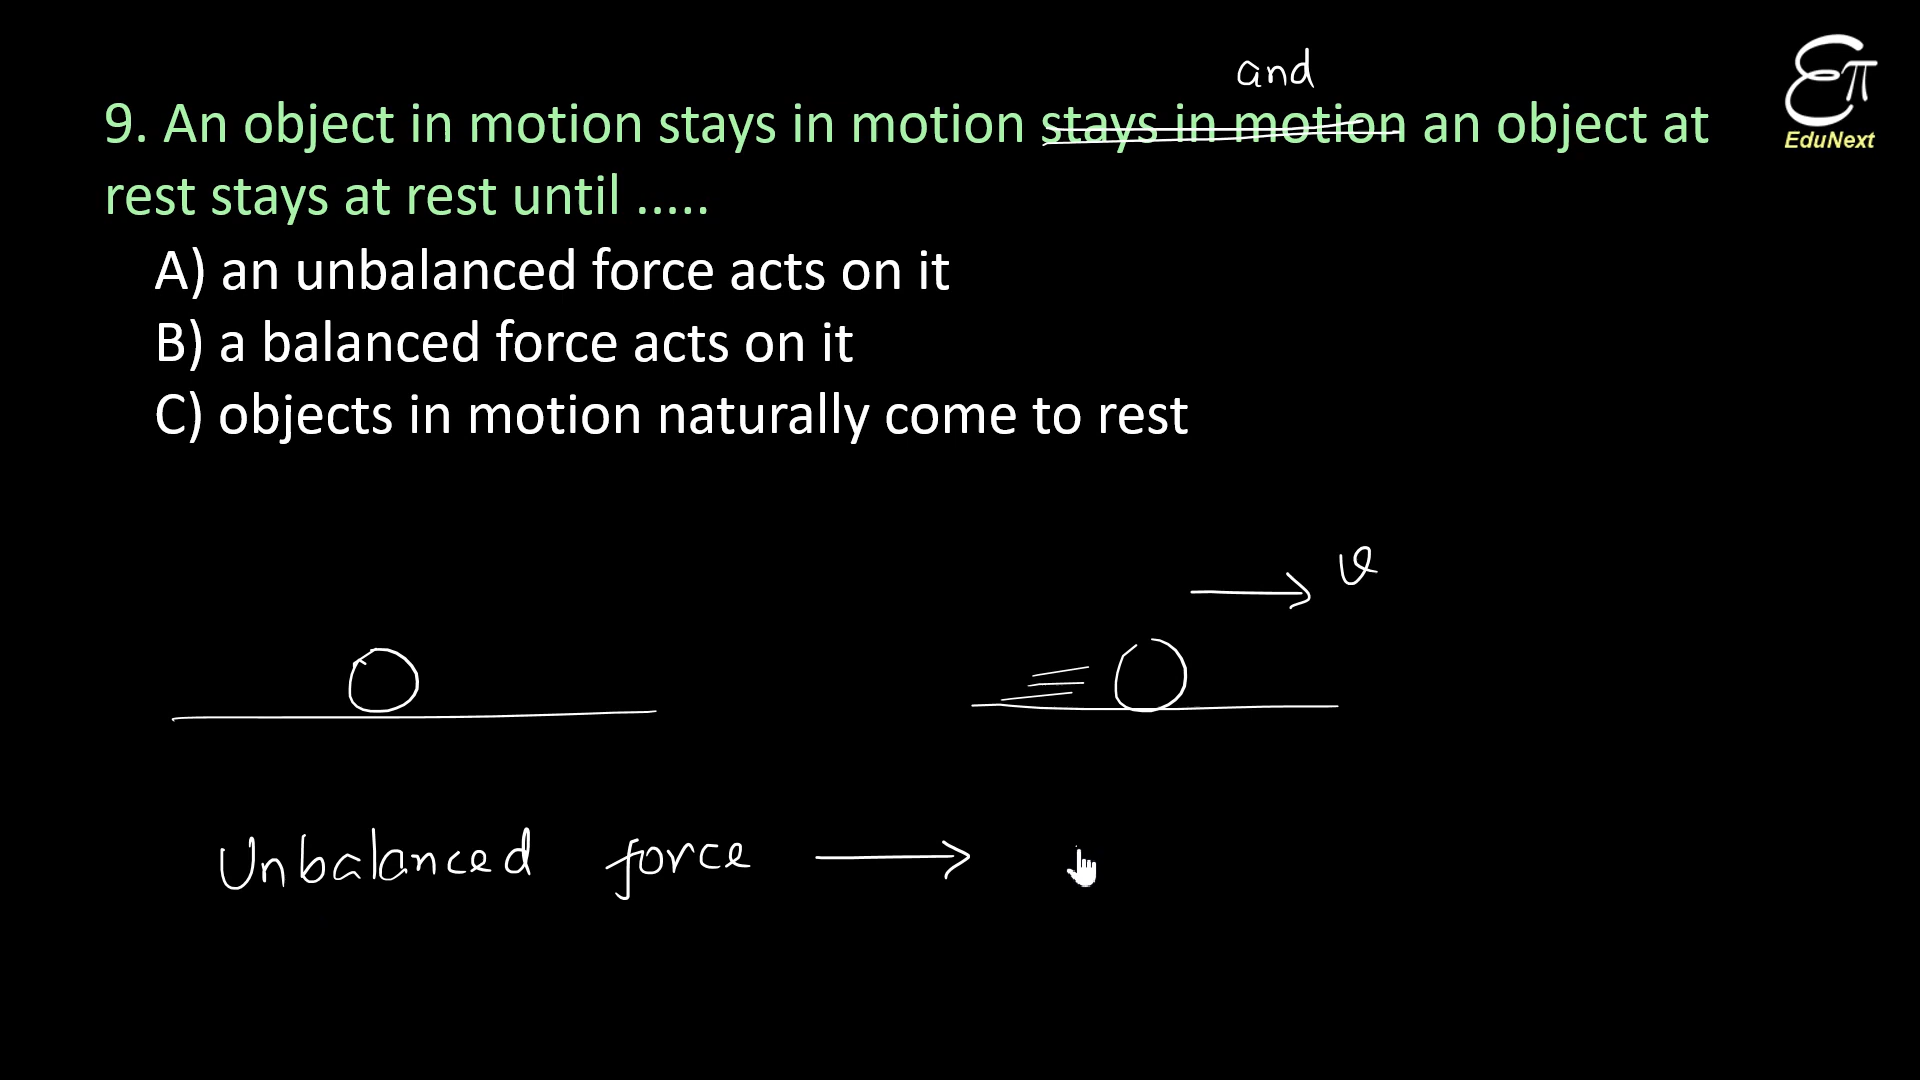 and
9. An object in motion stays in motion stays in motion an object at
rest stays at rest until .....
A) an unbalanced force acts on it
B) a balanced force acts on it
C) objects in motion naturally come to rest
επ
EduNext
v
Unbalanced force →